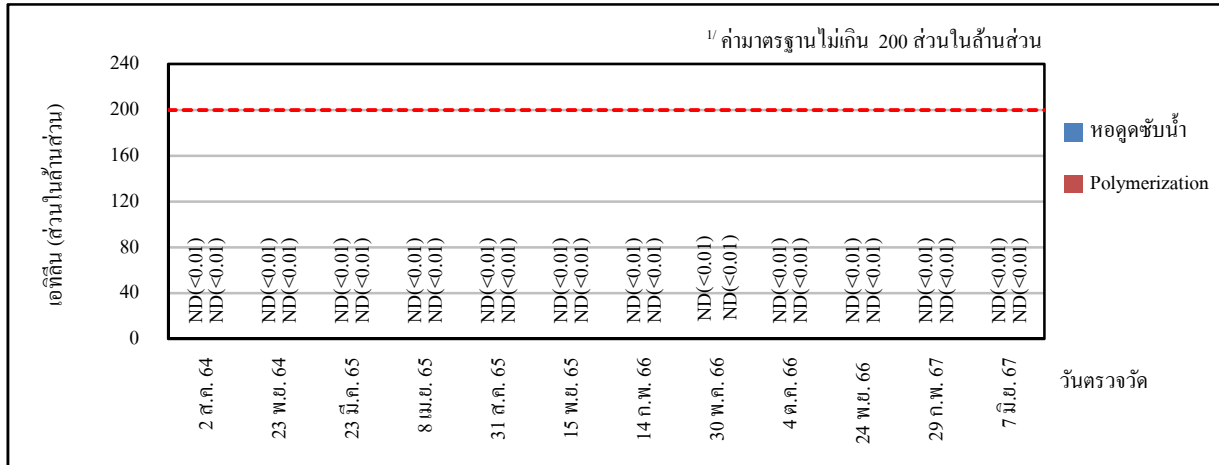 1/ ค่ามาตรฐานไม่เกิน 200 ส่วนในล้านส่วน
เอทิลีน (ส่วนในล้านส่วน)
240
200
160
120
80
40
0
ND(<0.01) ND(<0.01)
ND(<0.01) ND(<0.01)
ND(<0.01) ND(<0.01)
ND(<0.01) ND(<0.01)
ND(<0.01) ND(<0.01)
ND(<0.01) ND(<0.01)
ND(<0.01) ND(<0.01)
ND(<0.01) ND(<0.01)
ND(<0.01) ND(<0.01)
ND(<0.01) ND(<0.01)
ND(<0.01) ND(<0.01)
ND(<0.01) ND(<0.01)
2 ส.ค. 64
23 พ.ย. 64
23 มี.ค. 65
8 เม.ย. 65
31 ส.ค. 65
15 พ.ย. 65
14 ก.พ. 66
30 พ.ค. 66
4 ต.ค. 66
24 พ.ย. 66
29 ก.พ. 67
7 มิ.ย. 67
วันตรวจวัด
หอดูดซับน้ำ
Polymerization